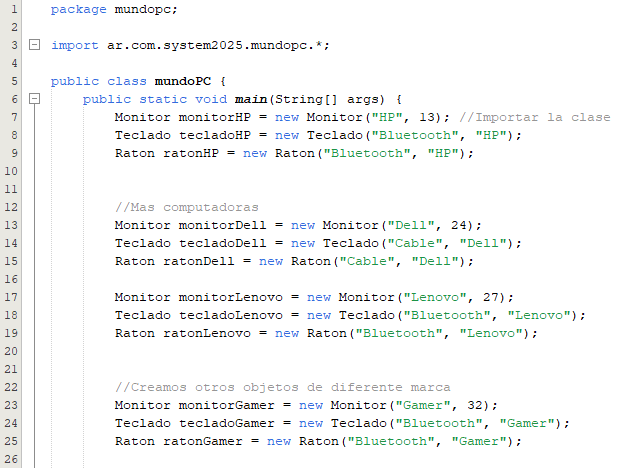 1 package mundopc;
2
3 import ar.com.system2025.mundopc.*;
4
5 public class mundoPC {
6 public static void main(String[] args) {
7 Monitor monitorHP = new Monitor("HP", 13); //Importar la clase
8 Teclado tecladoHP = new Teclado("Bluetooth", "HP");
9 Raton ratonHP = new Raton("Bluetooth", "HP");
10
11
12 //Mas computadoras
13 Monitor monitorDell = new Monitor("Dell", 24);
14 Teclado tecladoDell = new Teclado("Cable", "Dell");
15 Raton ratonDell = new Raton("Cable", "Dell");
16
17 Monitor monitorLenovo = new Monitor("Lenovo", 27);
18 Teclado tecladoLenovo = new Teclado("Bluetooth", "Lenovo");
19 Raton ratonLenovo = new Raton("Bluetooth", "Lenovo");
20
21
22 //Creamos otros objetos de diferente marca
23 Monitor monitorGamer = new Monitor("Gamer", 32);
24 Teclado tecladoGamer = new Teclado("Bluetooth", "Gamer");
25 Raton ratonGamer = new Raton("Bluetooth", "Gamer");
26